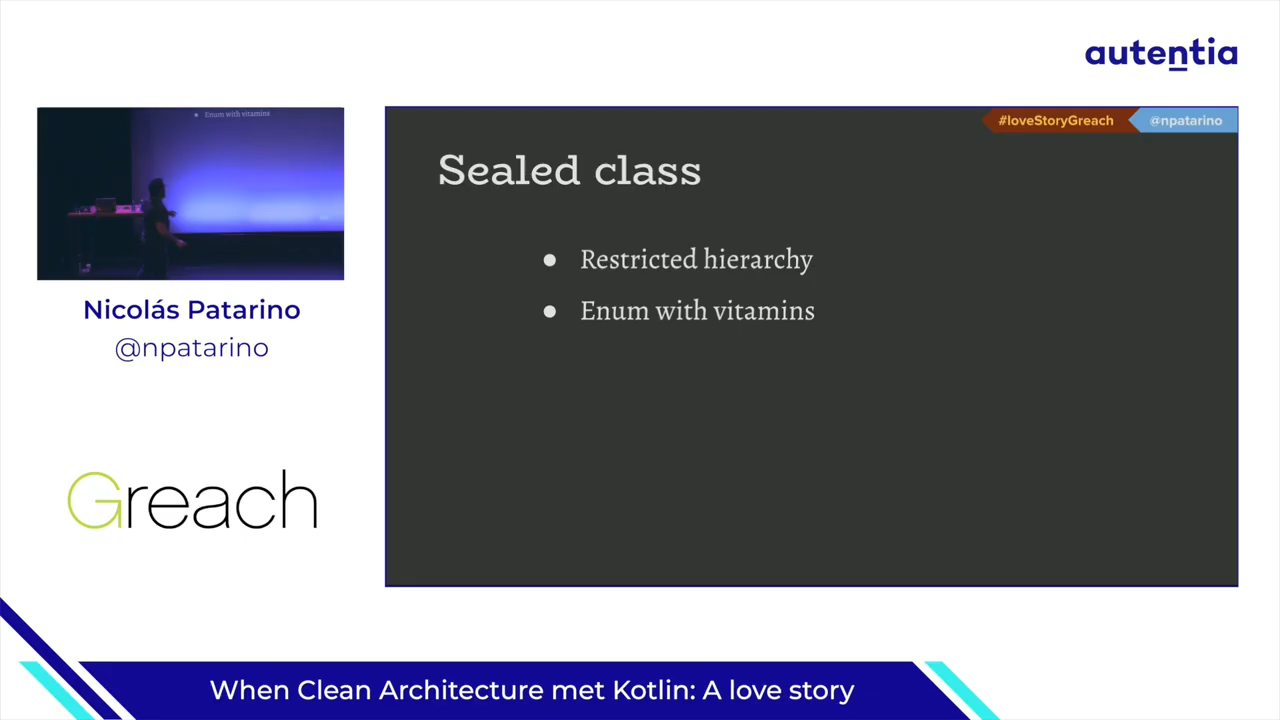 autentia
Enum with vitamins
#loveStoryGreach
@npatarino
Sealed class
● Restricted hierarchy
● Enum with vitamins
Nicolás Patarino
@npatarino
Greach
When Clean Architecture met Kotlin: A love story